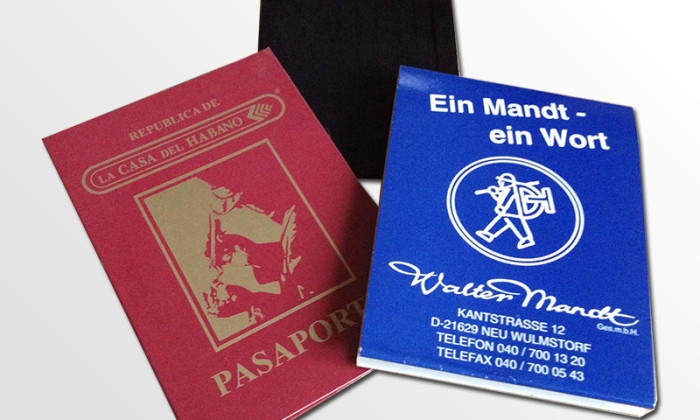 REPUBLICA DE
LA CASA DEL HABANO
PASAPORT
Ein Mandt -
ein Wort
Walter Mandt
Ges.m.b.H.
KANTSTRASSE 12
D-21629 NEU WULMSTORF
TELEFON 040 / 700 13 20
TELEFAX 040 / 700 05 43